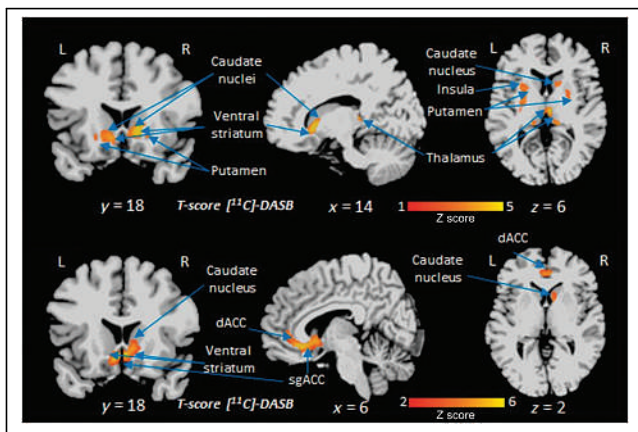 L
R
Caudate
nuclei
Ventral
striatum
Putamen
L
R
Caudate
nucleus
Insula
Putamen
Thalamus
y = 18
T-score [¹¹C]-DASB
x = 14
1
5
Z score
z = 6
L
R
Caudate
nucleus
dACC
Ventral
striatum
sgACC
L
R
dACC
Caudate
nucleus
y = 18
T-score [¹¹C]-DASB
x = 6
2
6
Z score
z = 2